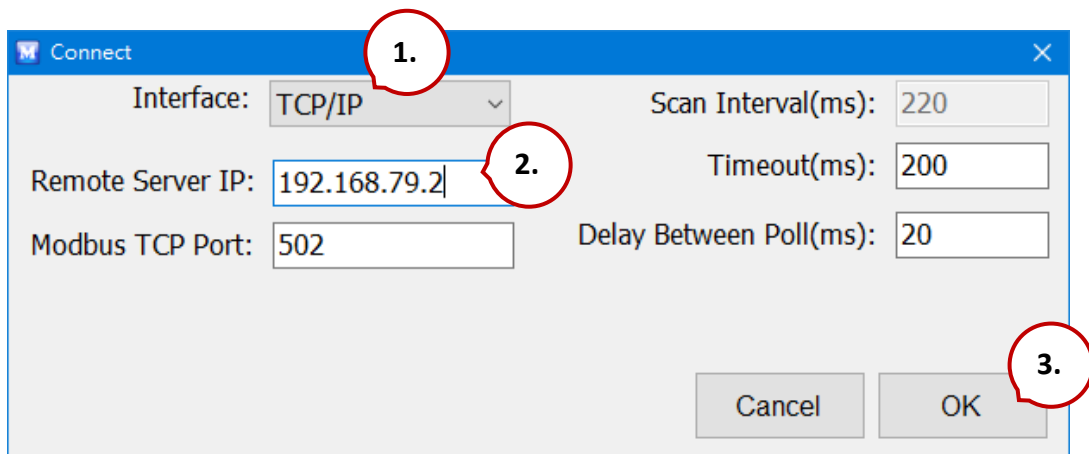 Connect
1.
Interface: TCP/IP
Scan Interval(ms): 220
Remote Server IP: 192.168.79.2
2.
Timeout(ms): 200
Modbus TCP Port: 502
Delay Between Poll(ms): 20
Cancel
OK
3.